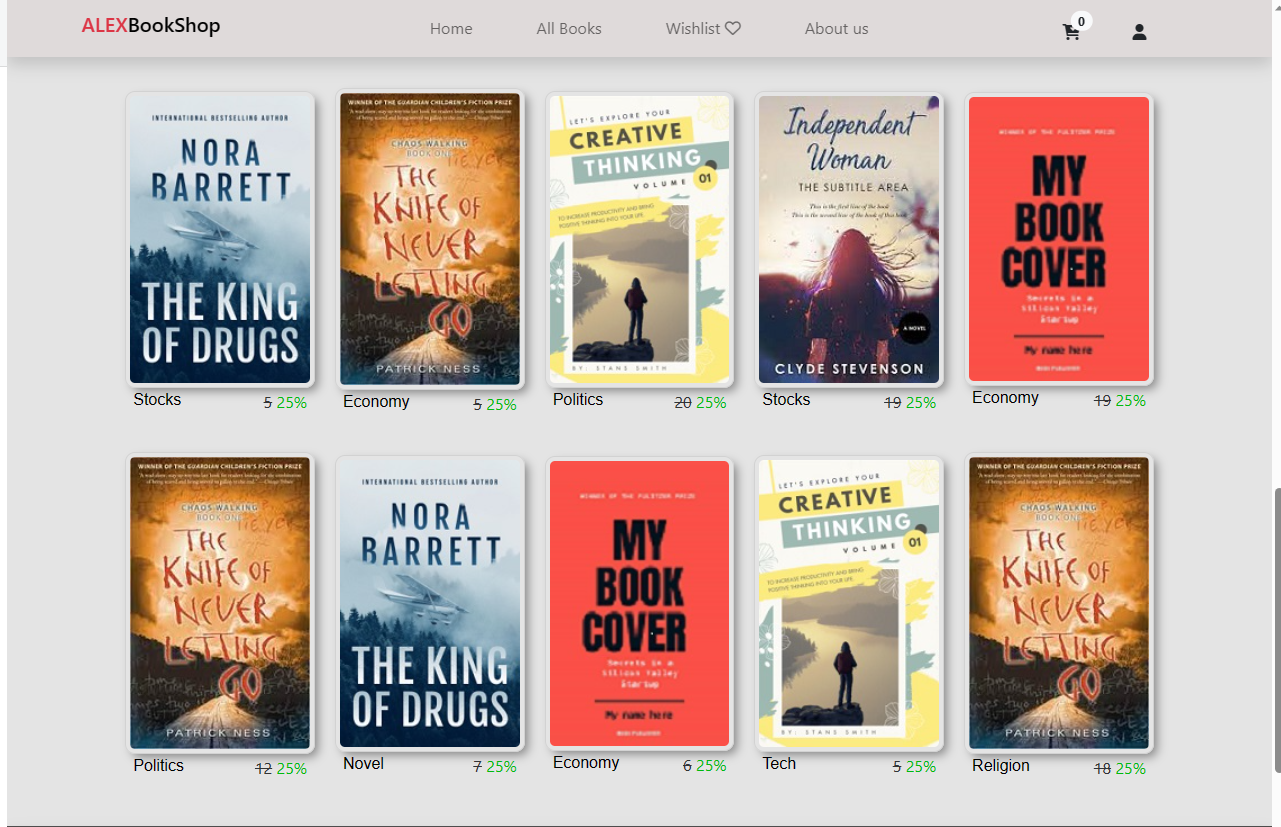 ALEXBookShop
Home
All Books
Wishlist
About us
0
INTERNATIONAL BESTSELLING AUTHOR
NORA
BARRETT
THE KING
OF DRUGS
Stocks
5 25%
WINNER OF THE GUARDIAN CHILDREN'S FICTION PRIZE
CHAOS WALKING
BOOK ONE
THE
KNIFE OF
NEVER
LETTING
GO
PATRICK NESS
Economy
5 25%
LET'S EXPLORE YOUR
CREATIVE
THINKING
VOLUME 01
TO INCREASE PRODUCTIVITY AND BRING
POSITIVE THINKING INTO YOUR LIFE.
BY: STANS SMITH
Politics
20 25%
Independent
Woman
THE SUBTITLE AREA
This is the first line of the book
This is the second line of the book of this book
A NOVEL
CLYDE STEVENSON
Stocks
19 25%
WINNER OF THE PULITZER PRIZE
MY
BOOK
COVER
Secrets in a
Silicon Valley
Startup
My name here
Economy
19 25%
WINNER OF THE GUARDIAN CHILDREN'S FICTION PRIZE
CHAOS WALKING
BOOK ONE
THE
KNIFE OF
NEVER
LETTING
GO
PATRICK NESS
Politics
12 25%
INTERNATIONAL BESTSELLING AUTHOR
NORA
BARRETT
THE KING
OF DRUGS
Novel
7 25%
WINNER OF THE PULITZER PRIZE
MY
BOOK
COVER
Secrets in a
Silicon Valley
Startup
My name here
Economy
6 25%
LET'S EXPLORE YOUR
CREATIVE
THINKING
VOLUME 01
TO INCREASE PRODUCTIVITY AND BRING
POSITIVE THINKING INTO YOUR LIFE.
BY: STANS SMITH
Tech
5 25%
WINNER OF THE GUARDIAN CHILDREN'S FICTION PRIZE
CHAOS WALKING
BOOK ONE
THE
KNIFE OF
NEVER
LETTING
GO
PATRICK NESS
Religion
18 25%